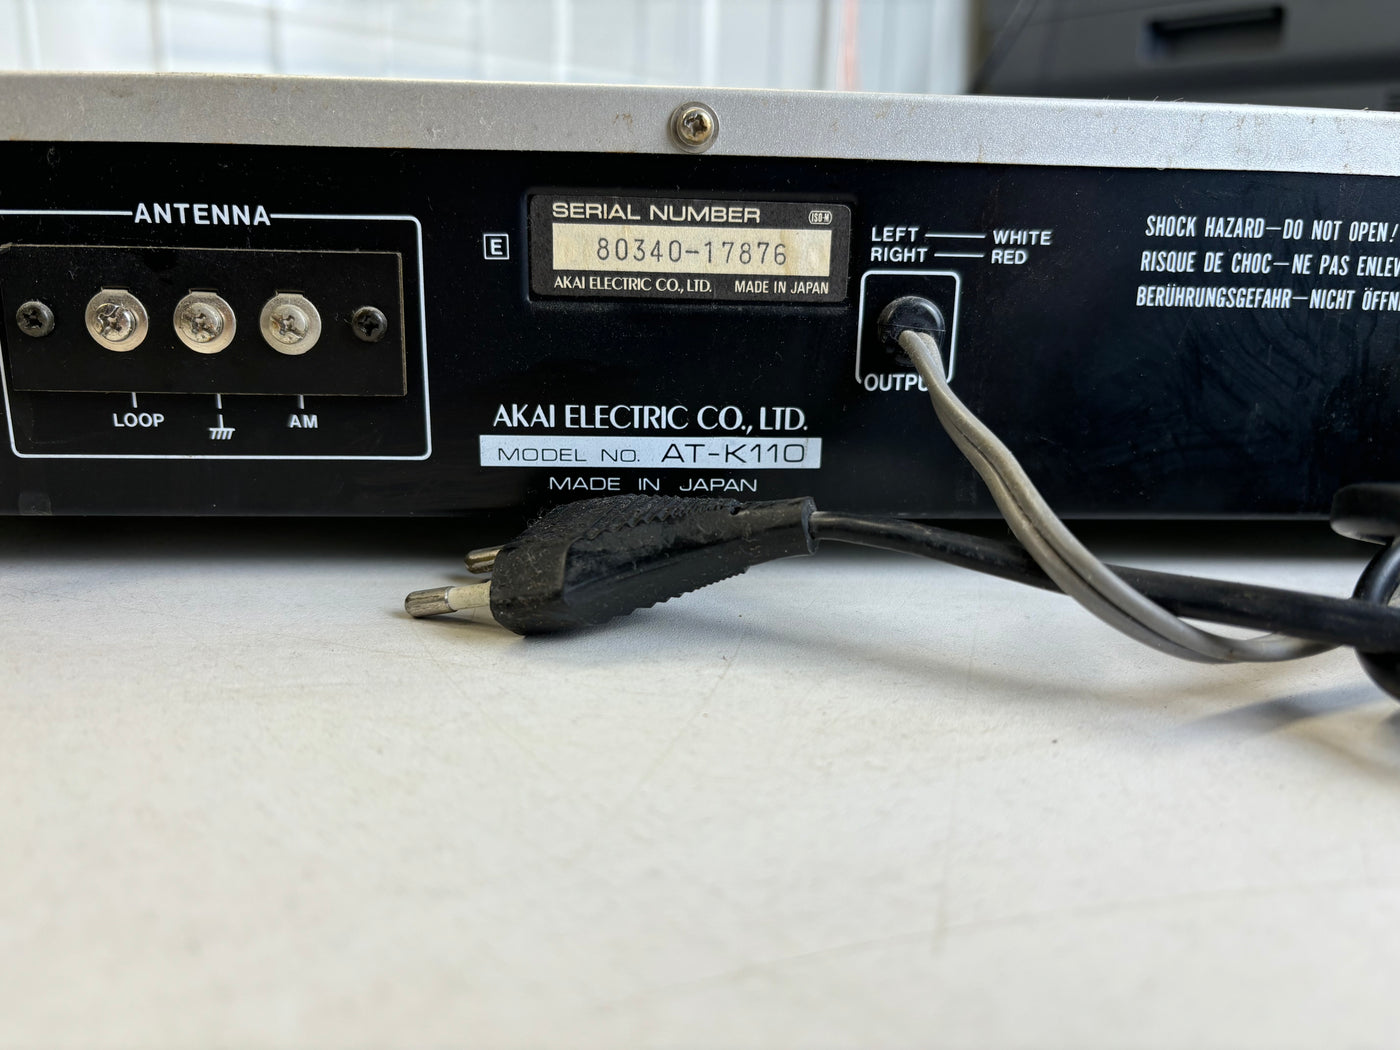 ANTENNA
LOOP
AM
E
SERIAL NUMBER
80340-17876
AKAI ELECTRIC CO., LTD. MADE IN JAPAN
AKAI ELECTRIC CO., LTD.
MODEL NO. AT-K110
MADE IN JAPAN
LEFT WHITE
RIGHT RED
OUTPU
SHOCK HAZARD—DO NOT OPEN!
RISQUE DE CHOC—NE PAS ENLEV
BERÜHRUNGSGEFAHR—NICHT ÖFFN